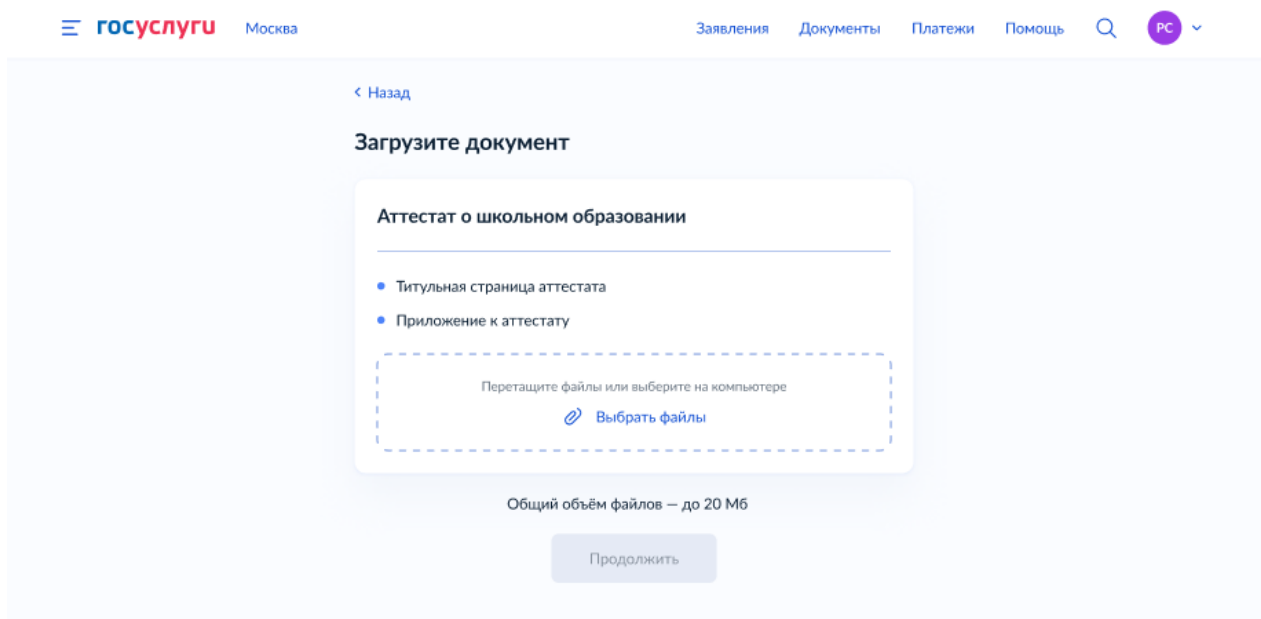 госуслуги Москва Заявления Документы Платежи Помощь РС
Назад
Загрузите документ
Аттестат о школьном образовании
Титульная страница аттестата
Приложение к аттестату
Перетащите файлы или выберите на компьютере
Выбрать файлы
Общий объём файлов — до 20 Мб
Продолжить